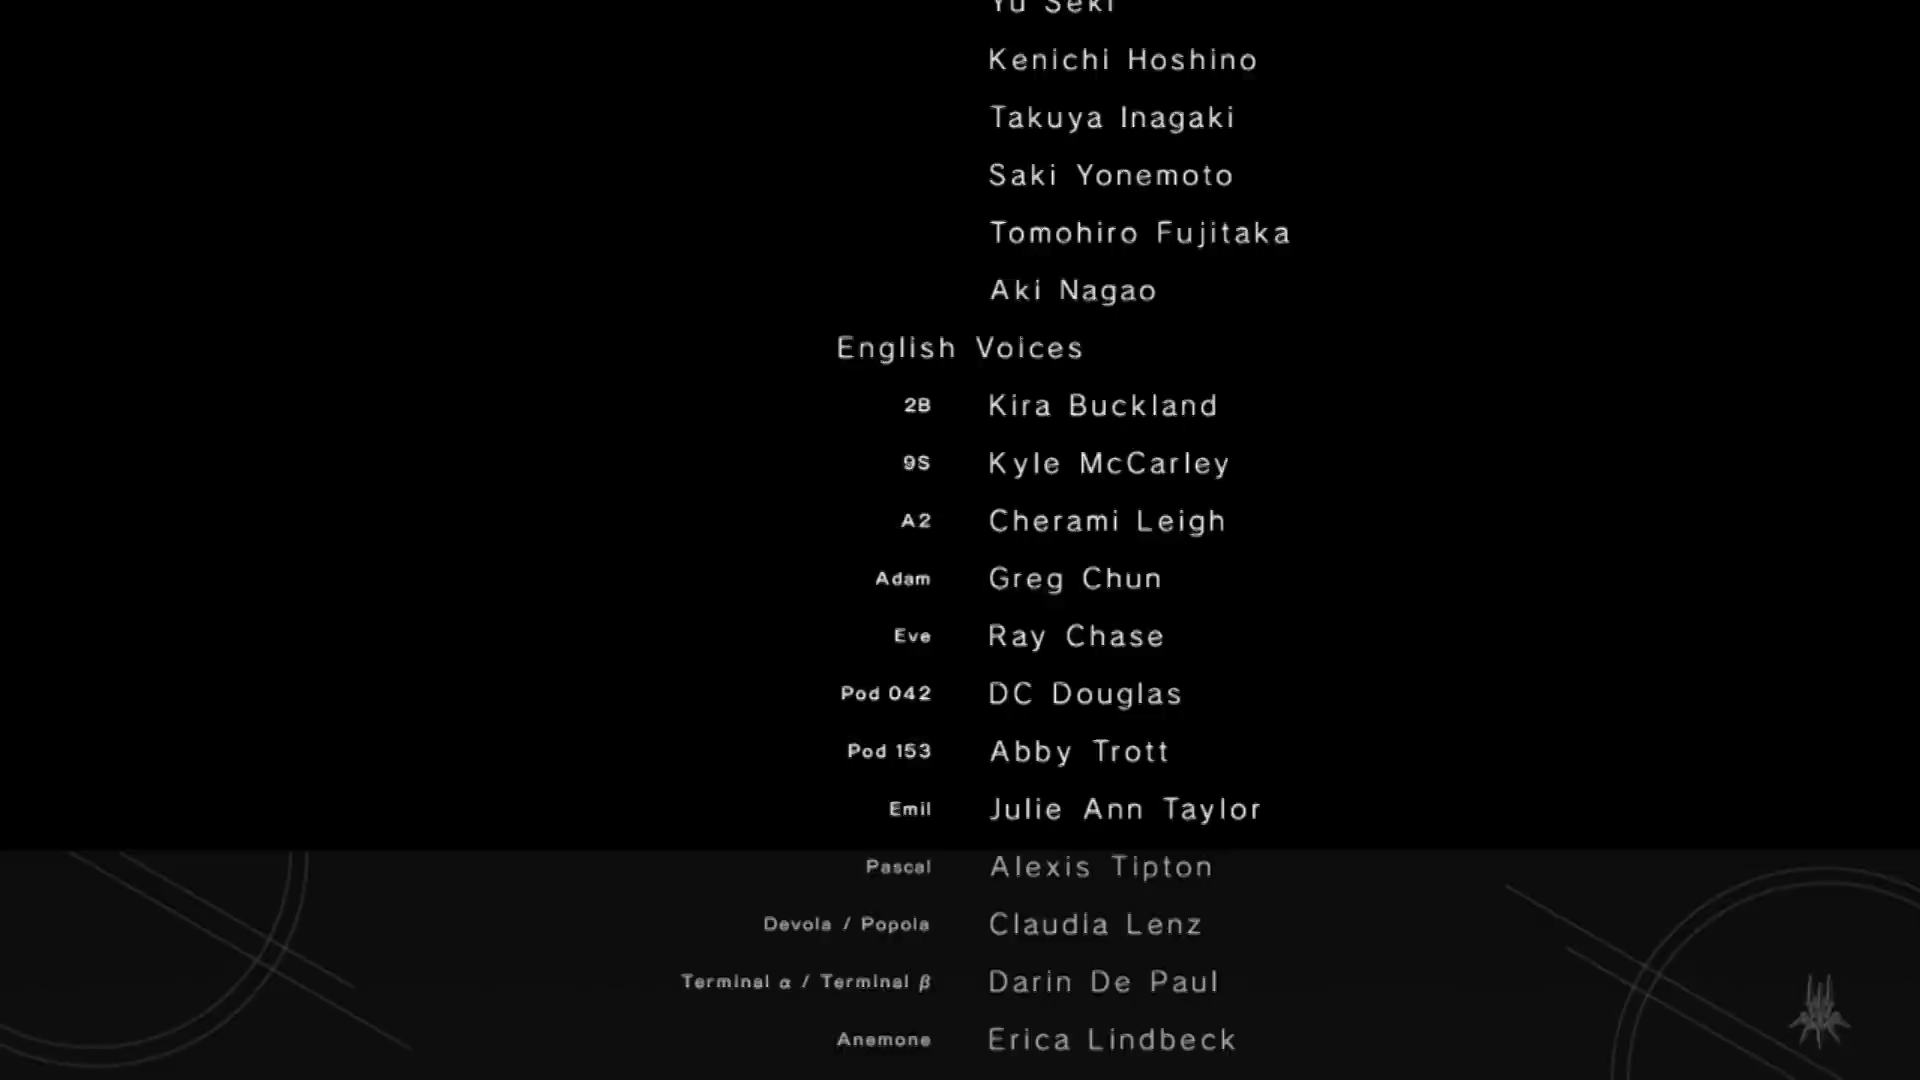 Yu Seki
Kenichi Hoshino
Takuya Inagaki
Saki Yonemoto
Tomohiro Fujitaka
Aki Nagao
English Voices
2B Kira Buckland
9S Kyle McCarley
A2 Cherami Leigh
Adam Greg Chun
Eve Ray Chase
Pod 042 DC Douglas
Pod 153 Abby Trott
Emil Julie Ann Taylor
Pascal Alexis Tipton
Devola / Popola Claudia Lenz
Terminal α / Terminal β Darin De Paul
Anemone Erica Lindbeck